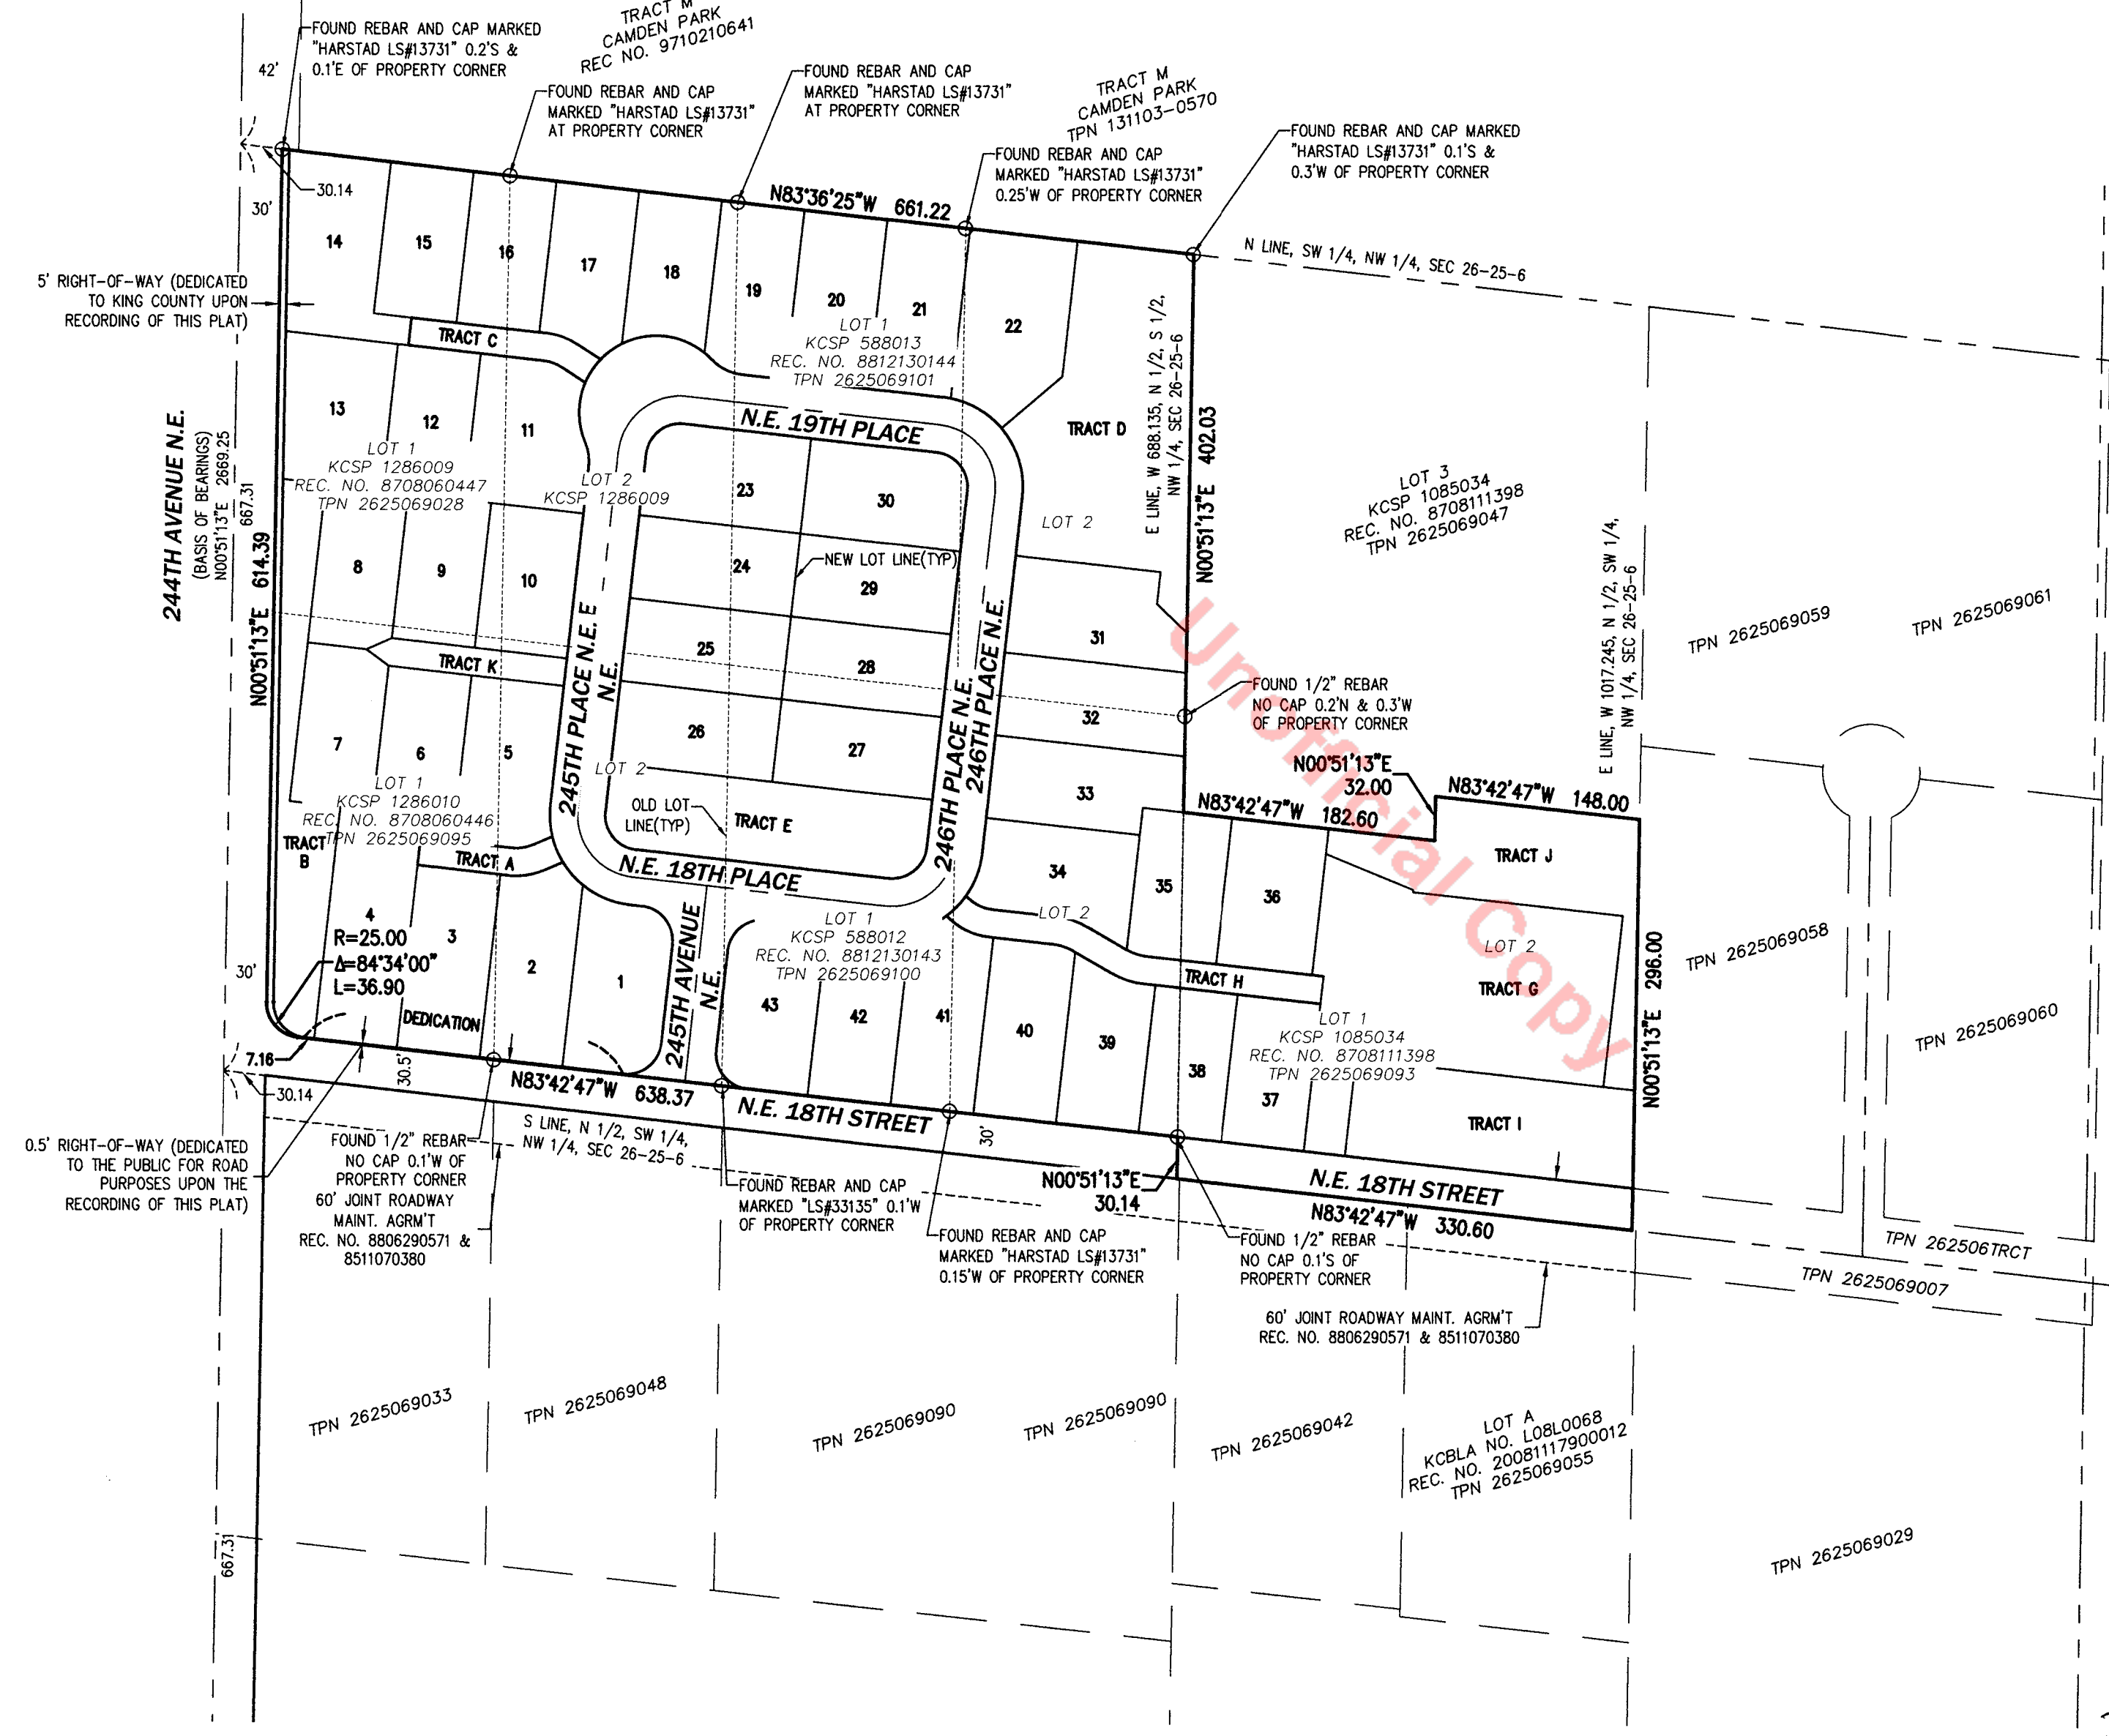 TRACT M
CAMDEN PARK
REC NO. 9710210641
FOUND REBAR AND CAP MARKED
"HARSTAD LS#13731" 0.2'S &
0.1'E OF PROPERTY CORNER
42'
FOUND REBAR AND CAP
MARKED "HARSTAD LS#13731"
AT PROPERTY CORNER
FOUND REBAR AND CAP
MARKED "HARSTAD LS#13731"
AT PROPERTY CORNER
TRACT M
CAMDEN PARK
TPN 131103-0570
FOUND REBAR AND CAP
MARKED "HARSTAD LS#13731"
0.25'W OF PROPERTY CORNER
FOUND REBAR AND CAP MARKED
"HARSTAD LS#13731" 0.1'S &
0.3'W OF PROPERTY CORNER
30.14
30'
N83°36'25"W 661.22
N LINE, SW 1/4, NW 1/4, SEC 26-25-6
14
15
16
17
18
19
20
21
22
5' RIGHT-OF-WAY (DEDICATED
TO KING COUNTY UPON
RECORDING OF THIS PLAT)
LOT 1
KCSP 588013
REC. NO. 8812130144
TPN 2625069101
TRACT C
E LINE, W 688.135, N 1/2, S 1/2,
NW 1/4, SEC 26-25-6
N00°51'13"E 402.03
TRACT D
244TH AVENUE N.E.
(BASIS OF BEARINGS)
N00°51'13"E 2669.25
667.31
N00°51'13"E 614.39
13
12
11
LOT 1
KCSP 1286009
REC. NO. 8708060447
TPN 2625069028
N.E. 19TH PLACE
LOT 2
KCSP 1286009
23
30
LOT 2
LOT 3
KCSP 1085034
REC. NO. 8708111398
TPN 2625069047
8
9
10
24
NEW LOT LINE(TYP)
29
E LINE, W 1017.245, N 1/2, SW 1/4,
NW 1/4, SEC 26-25-6
TPN 2625069059
TPN 2625069061
TRACT K
25
28
31
245TH PLACE N.E. E
N.E.
246TH PLACE N.E.
246TH PLACE N.E.
FOUND 1/2" REBAR
NO CAP 0.2'N & 0.3'W
OF PROPERTY CORNER
32
7
6
5
26
27
LOT 2
33
N00°51'13"E
32.00
N83°42'47"W 182.60
N83°42'47"W 148.00
LOT 1
KCSP 1286010
REC. NO. 8708060446
TPN 2625069095
OLD LOT
LINE(TYP)
TRACT E
TRACT
B
TRACT A
N.E. 18TH PLACE
34
35
36
TRACT J
Unofficial Copy
4
3
2
1
R=25.00
Δ=84°34'00"
L=36.90
DEDICATION
30'
245TH AVENUE
N.E.
LOT 1
KCSP 588012
REC. NO. 8812130143
TPN 2625069100
LOT 2
TRACT H
LOT 2
TRACT G
N00°51'13"E 296.00
TPN 2625069058
TPN 2625069060
43
42
41
40
39
38
37
LOT 1
KCSP 1085034
REC. NO. 8708111398
TPN 2625069093
TRACT I
7.16
30.14
30.5'
N83°42'47"W 638.37
N.E. 18TH STREET
S LINE, N 1/2, SW 1/4,
NW 1/4, SEC 26-25-6
30'
0.5' RIGHT-OF-WAY (DEDICATED
TO THE PUBLIC FOR ROAD
PURPOSES UPON THE
RECORDING OF THIS PLAT)
FOUND 1/2" REBAR
NO CAP 0.1'W OF
PROPERTY CORNER
60' JOINT ROADWAY
MAINT. AGRM'T
REC. NO. 8806290571 &
8511070380
FOUND REBAR AND CAP
MARKED "LS#33135" 0.1'W
OF PROPERTY CORNER
N00°51'13"E
30.14
N.E. 18TH STREET
N83°42'47"W 330.60
FOUND REBAR AND CAP
MARKED "HARSTAD LS#13731"
0.15'W OF PROPERTY CORNER
FOUND 1/2" REBAR
NO CAP 0.1'S OF
PROPERTY CORNER
60' JOINT ROADWAY MAINT. AGRM'T
REC. NO. 8806290571 & 8511070380
TPN 262506TRCT
TPN 2625069007
TPN 2625069033
TPN 2625069048
TPN 2625069090
TPN 2625069090
TPN 2625069042
LOT A
KCBLA NO. L08L0068
REC. NO. 20081117900012
TPN 2625069055
TPN 2625069029
667.31